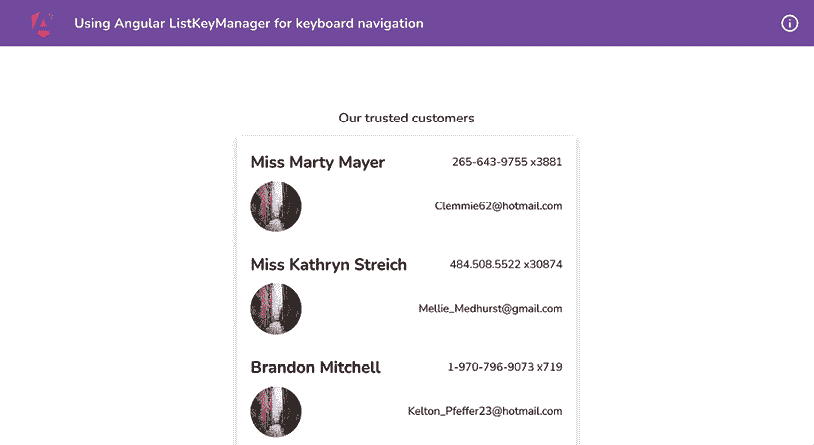 Using Angular ListKeyManager for keyboard navigation
Our trusted customers
Miss Marty Mayer 265-643-9755 x3881
Clemmie62@hotmail.com
Miss Kathryn Streich 484.508.5522 x30874
Mellie_Medhurst@gmail.com
Brandon Mitchell 1-970-796-9073 x719
Kelton_Pfeffer23@hotmail.com